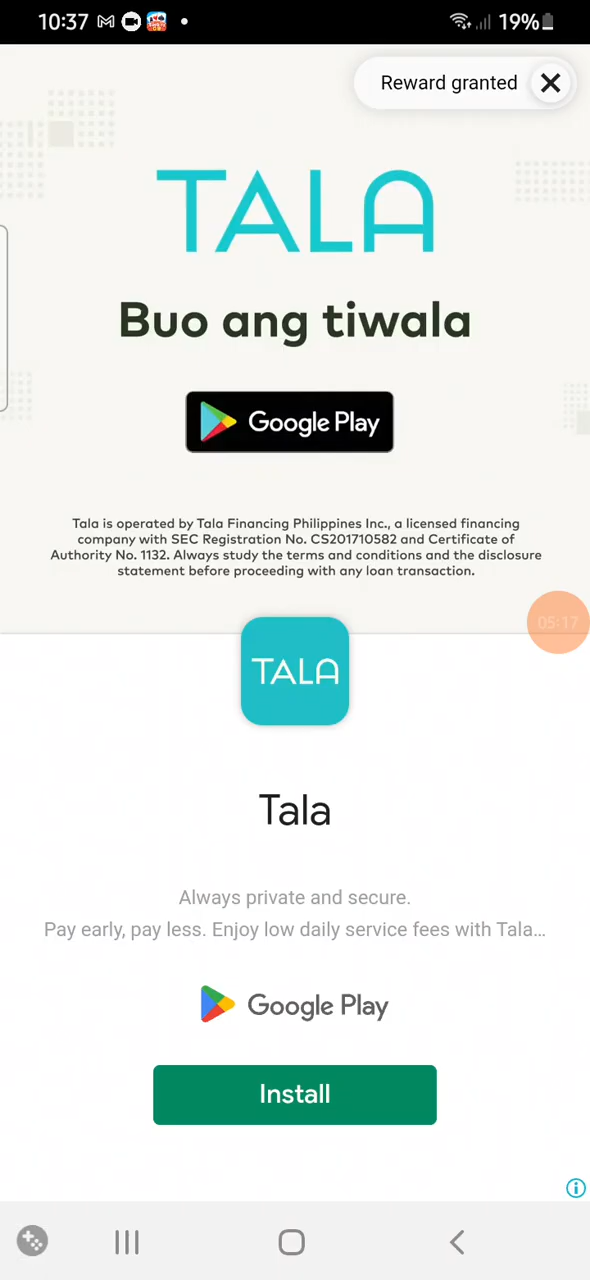 10:37
19%
Reward granted
TALA
Buo ang tiwala
Google Play
Tala is operated by Tala Financing Philippines Inc., a licensed financing
company with SEC Registration No. CS201710582 and Certificate of
Authority No. 1132. Always study the terms and conditions and the disclosure
statement before proceeding with any loan transaction.
05:17
TALA
Tala
Always private and secure.
Pay early, pay less. Enjoy low daily service fees with Tala...
Google Play
Install